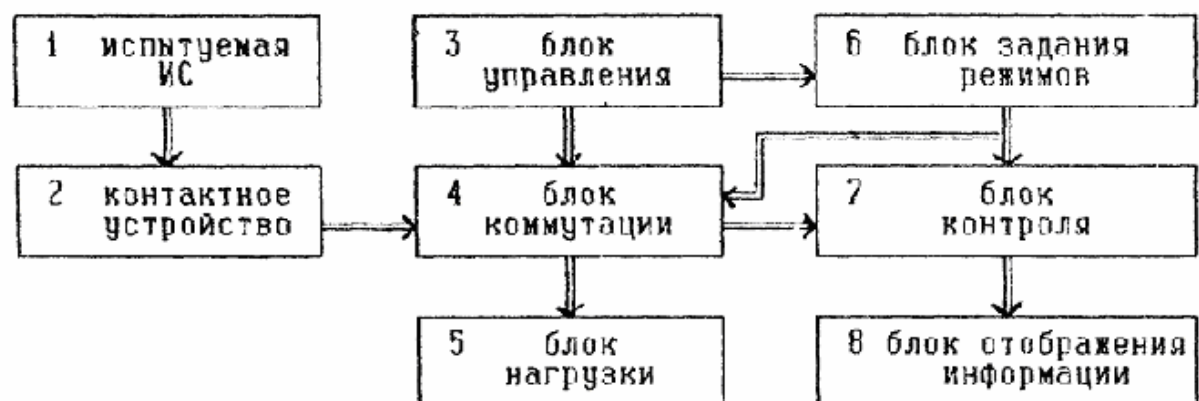 1 испытуемая
ИС
3 блок
управления
6 блок задания
режимов
2 контактное
устройство
4 блок
коммутации
7 блок
контроля
5 блок
нагрузки
8 блок отображения
информации